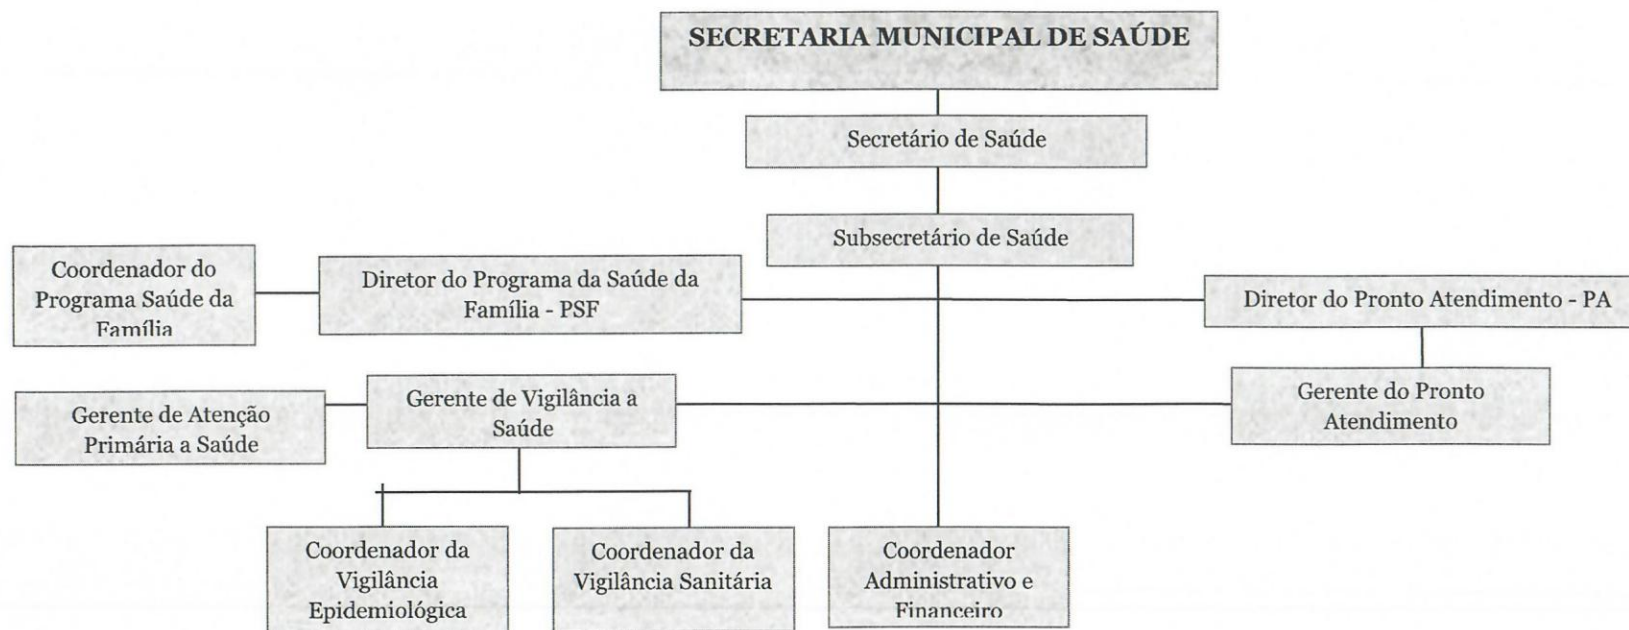 SECRETARIA MUNICIPAL DE SAÚDE
Secretário de Saúde
Subsecretário de Saúde
Coordenador do
Programa Saúde da
Família
Diretor do Programa da Saúde da
Família - PSF
Diretor do Pronto Atendimento - PA
Gerente de Atenção
Primária a Saúde
Gerente de Vigilância a
Saúde
Gerente do Pronto
Atendimento
Coordenador da
Vigilância
Epidemiológica
Coordenador da
Vigilância Sanitária
Coordenador
Administrativo e
Financeiro